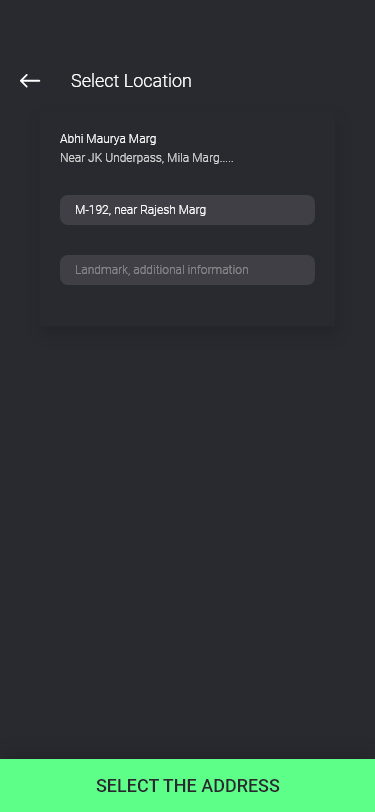 Select Location
Abhi Maurya Marg
Near JK Underpass, Mila Marg.....
M-192, near Rajesh Marg
Landmark, additional information
SELECT THE ADDRESS